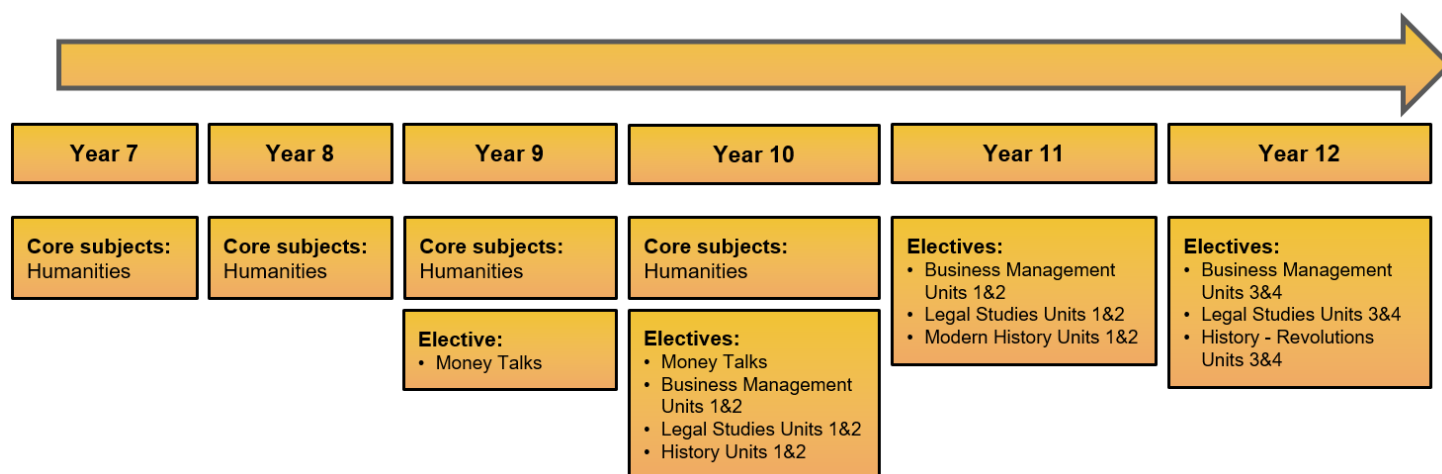 Year 7
Year 8
Year 9
Year 10
Year 11
Year 12
Core subjects:
Humanities
Core subjects:
Humanities
Core subjects:
Humanities
Elective:
• Money Talks
Core subjects:
Humanities
Electives:
• Money Talks
• Business Management
Units 1&2
• Legal Studies Units 1&2
• History Units 1&2
Electives:
• Business Management
Units 1&2
• Legal Studies Units 1&2
• Modern History Units 1&2
Electives:
• Business Management
Units 3&4
• Legal Studies Units 3&4
• History - Revolutions
Units 3&4